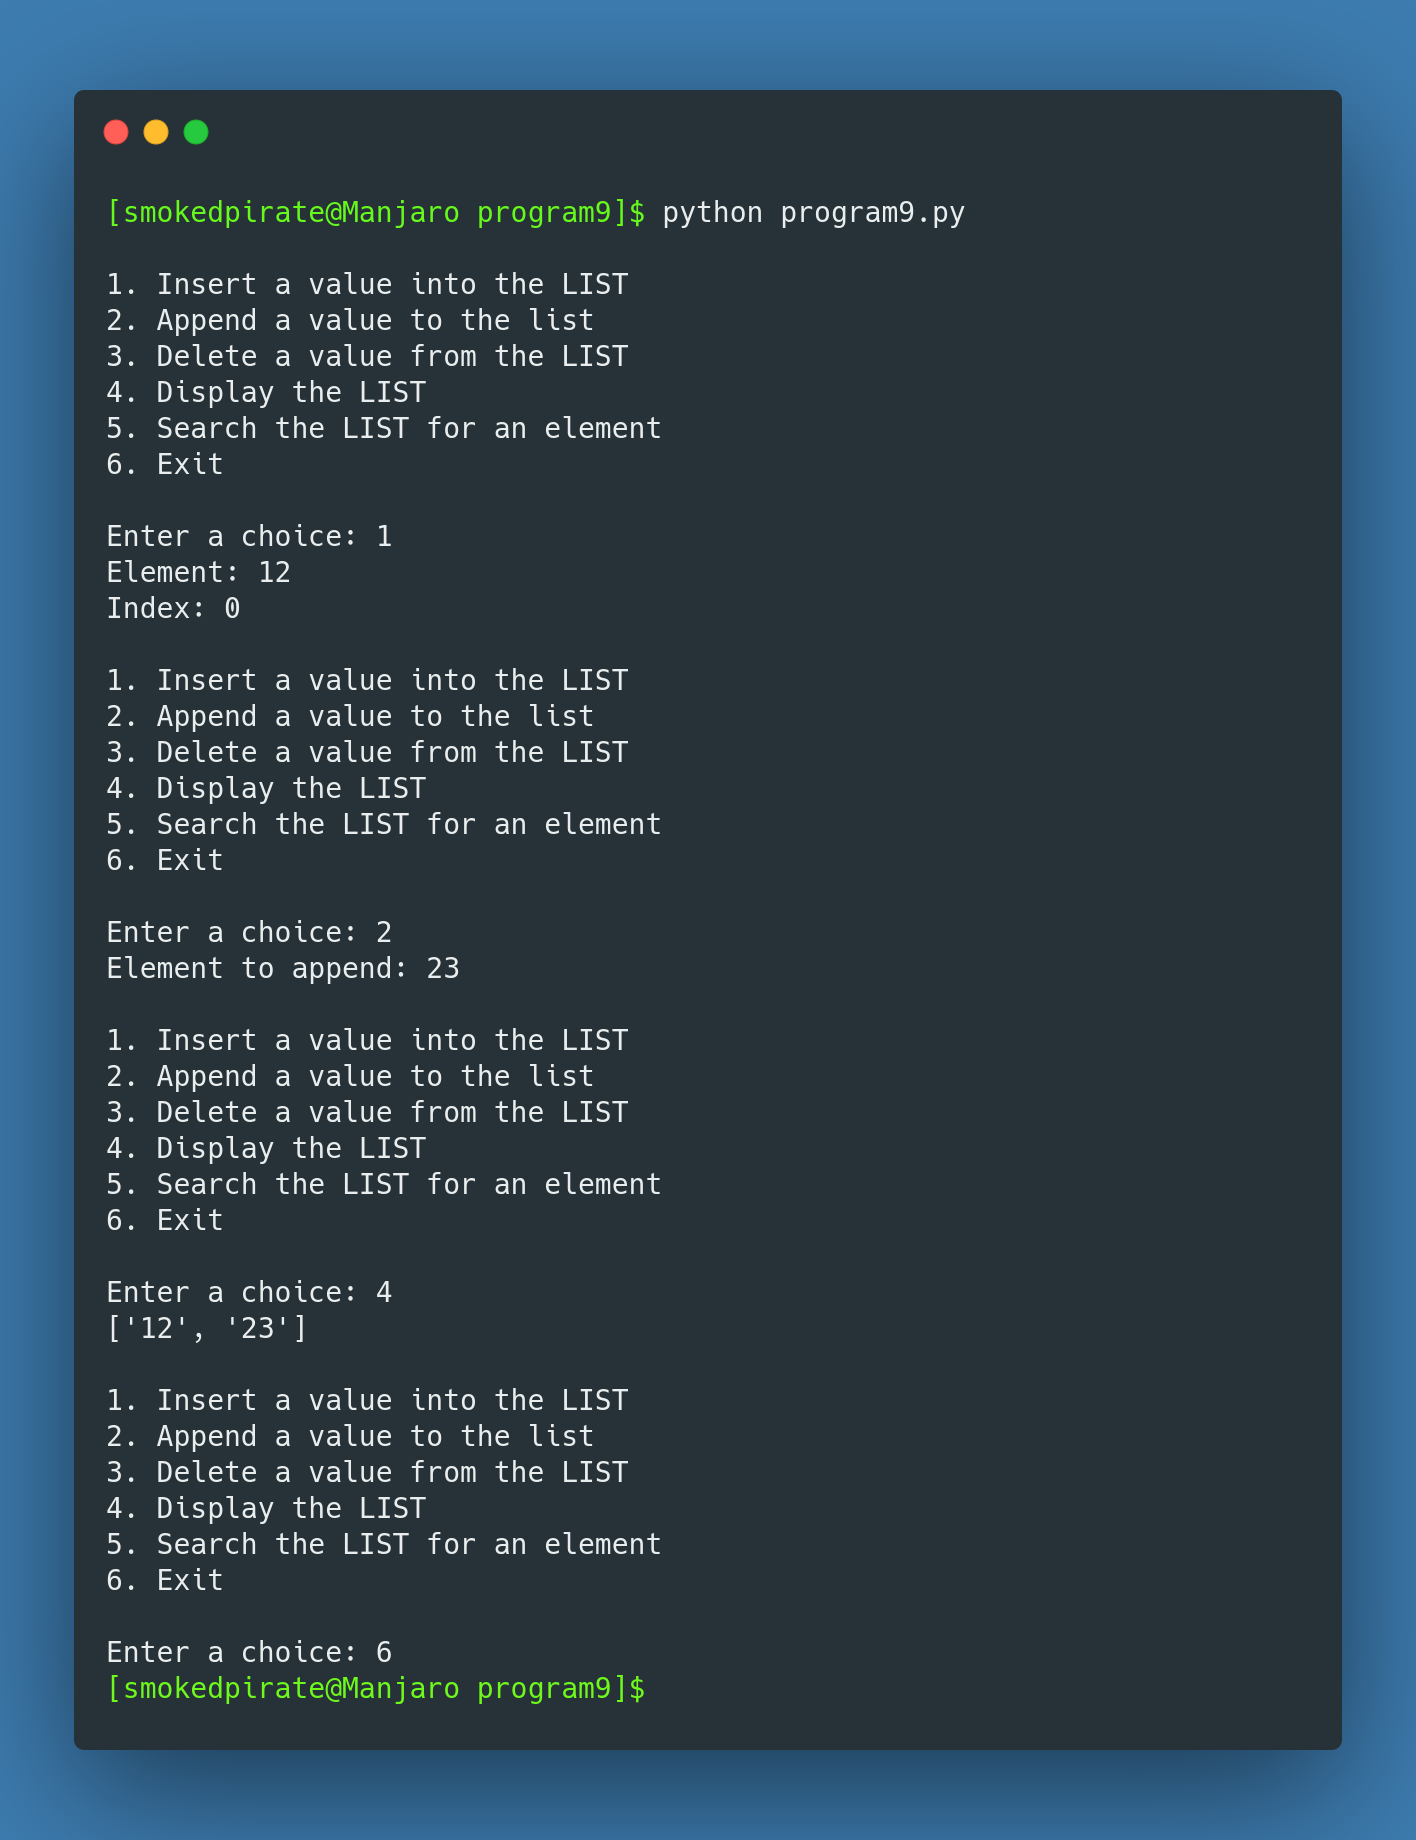 [smokedpirate@Manjaro program9]$ python program9.py
1. Insert a value into the LIST
2. Append a value to the list
3. Delete a value from the LIST
4. Display the LIST
5. Search the LIST for an element
6. Exit
Enter a choice: 1
Element: 12
Index: 0
1. Insert a value into the LIST
2. Append a value to the list
3. Delete a value from the LIST
4. Display the LIST
5. Search the LIST for an element
6. Exit
Enter a choice: 2
Element to append: 23
1. Insert a value into the LIST
2. Append a value to the list
3. Delete a value from the LIST
4. Display the LIST
5. Search the LIST for an element
6. Exit
Enter a choice: 4
['12', '23']
1. Insert a value into the LIST
2. Append a value to the list
3. Delete a value from the LIST
4. Display the LIST
5. Search the LIST for an element
6. Exit
Enter a choice: 6
[smokedpirate@Manjaro program9]$